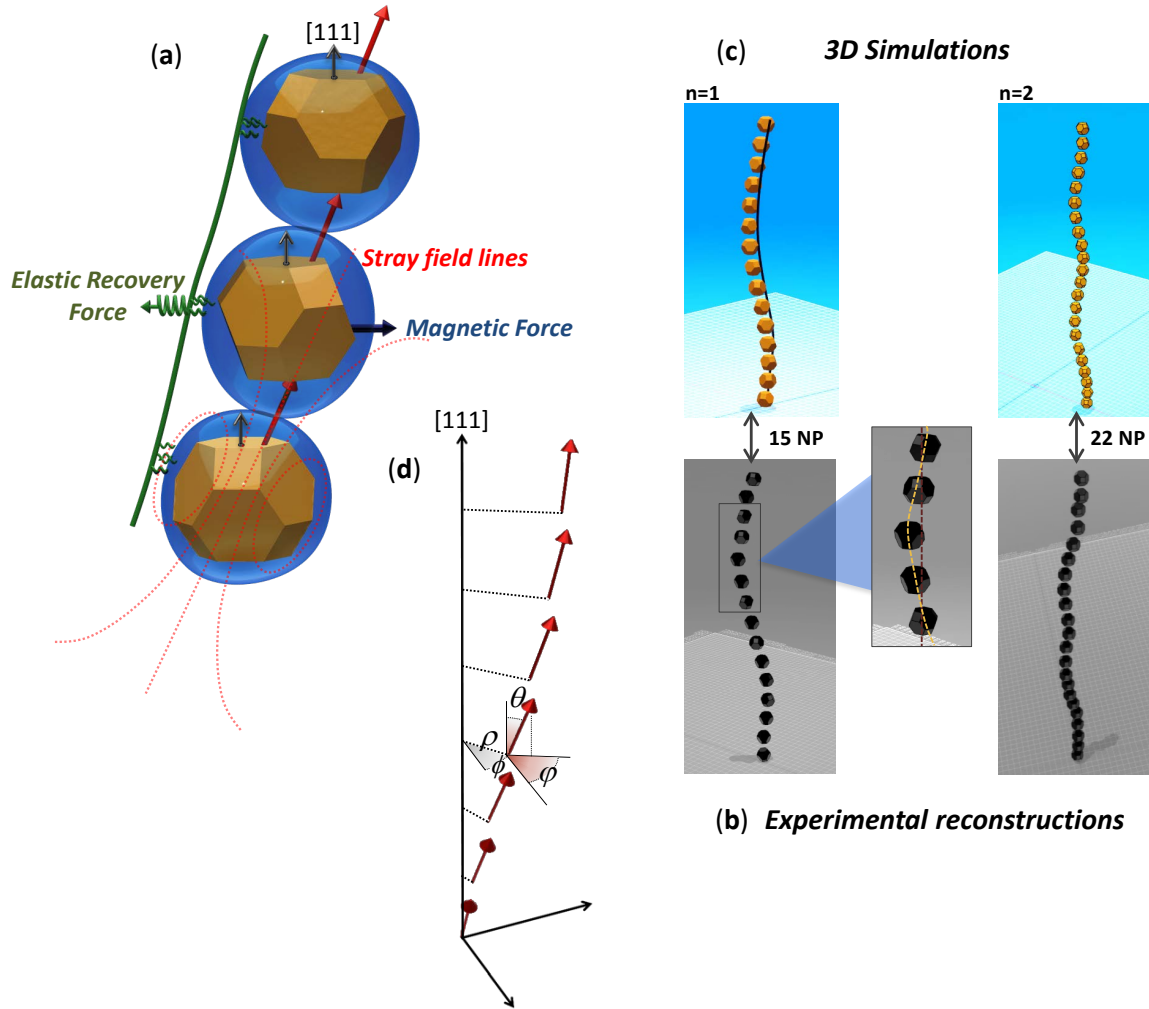 (a)
[111]
Elastic Recovery
Force
Stray field lines
Magnetic Force
(c) 3D Simulations
n=1
n=2
15 NP
22 NP
(b) Experimental reconstructions
(d)
[111]
θ
ρ
ϕ
φ